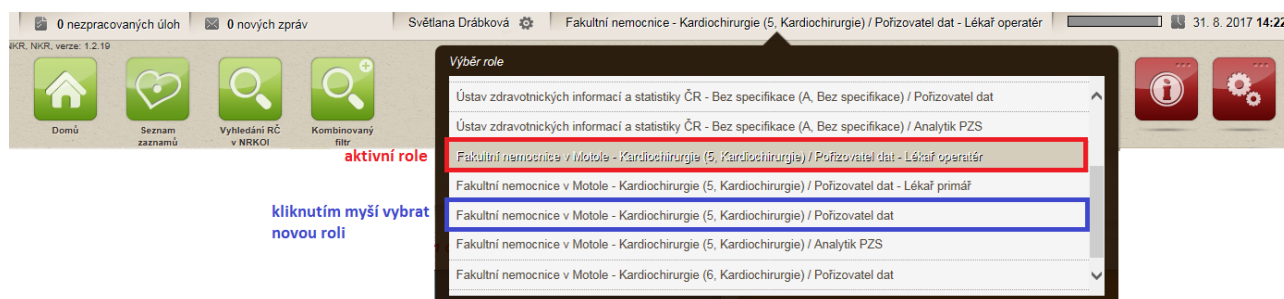 0 nezpracovaných úloh
0 nových zpráv
Světlana Drábková
Fakultní nemocnice - Kardiochirurgie (5, Kardiochirurgie) / Pořizovatel dat - Lékař operatér
31. 8. 2017 14:22
NKR, NKR, verze: 1.2.19
Domů
Seznam
zaznamů
Vyhledání RČ
v NRKOI
Kombinovaný
filtr
Výběr role
Ústav zdravotnických informací a statistiky ČR - Bez specifikace (A, Bez specifikace) / Pořizovatel dat
Ústav zdravotnických informací a statistiky ČR - Bez specifikace (A, Bez specifikace) / Analytik PZS
aktivní role
Fakultní nemocnice v Motole - Kardiochirurgie (5, Kardiochirurgie) / Pořizovatel dat - Lékař operatér
Fakultní nemocnice v Motole - Kardiochirurgie (5, Kardiochirurgie) / Pořizovatel dat - Lékař primář
kliknutím myší vybrat
novou roli
Fakultní nemocnice v Motole - Kardiochirurgie (5, Kardiochirurgie) / Pořizovatel dat
Fakultní nemocnice v Motole - Kardiochirurgie (5, Kardiochirurgie) / Analytik PZS
Fakultní nemocnice v Motole - Kardiochirurgie (6, Kardiochirurgie) / Pořizovatel dat